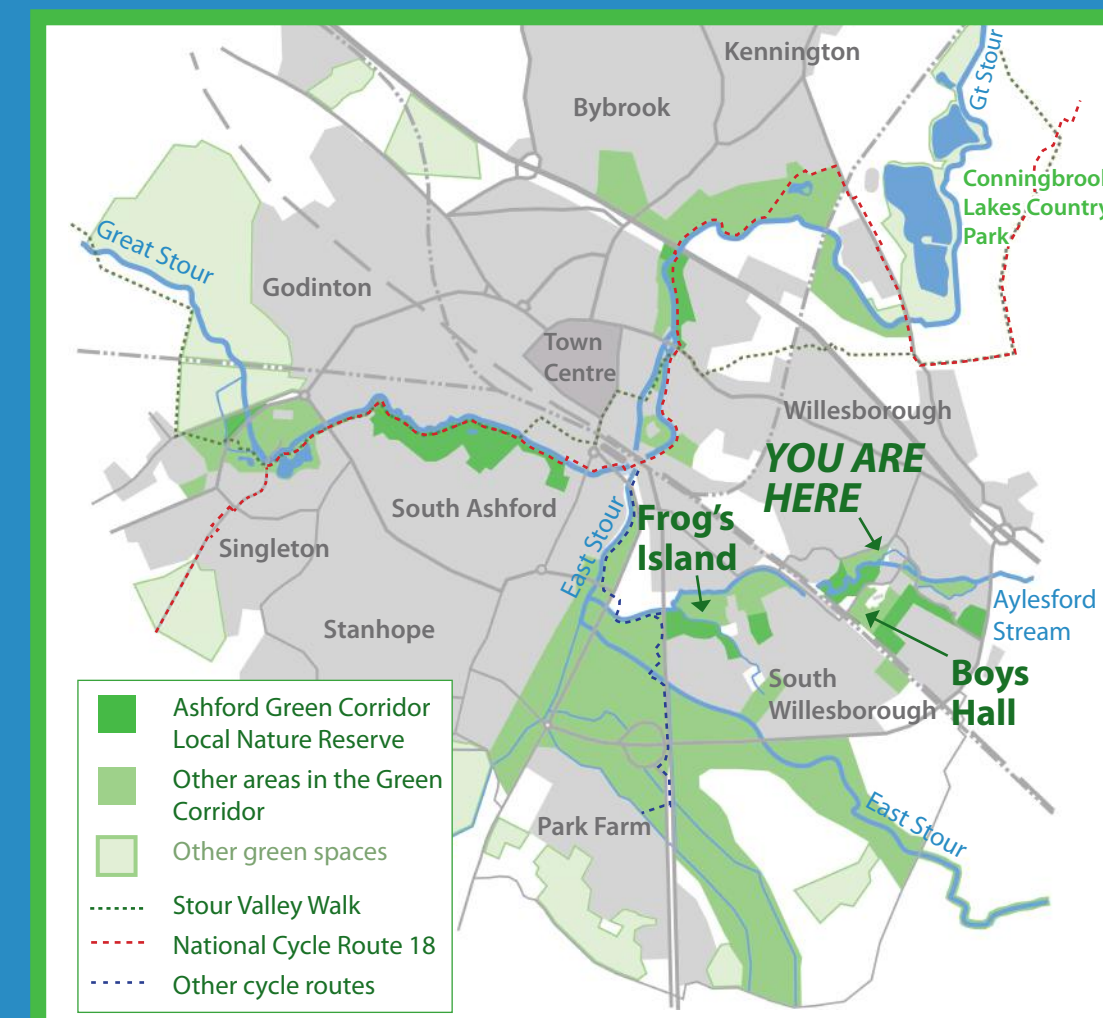 Kennington
Bybrook
Gt Stour
Conningbrook
Lakes Country
Park
Great Stour
Godinton
Town
Centre
Willesborough
YOU ARE
HERE
South Ashford
East Stour
Frog's
Island
Singleton
Aylesford
Stream
Stanhope
South
Willesborough
Boys
Hall
Park Farm
East Stour
Ashford Green Corridor
Local Nature Reserve
Other areas in the Green
Corridor
Other green spaces
Stour Valley Walk
National Cycle Route 18
Other cycle routes